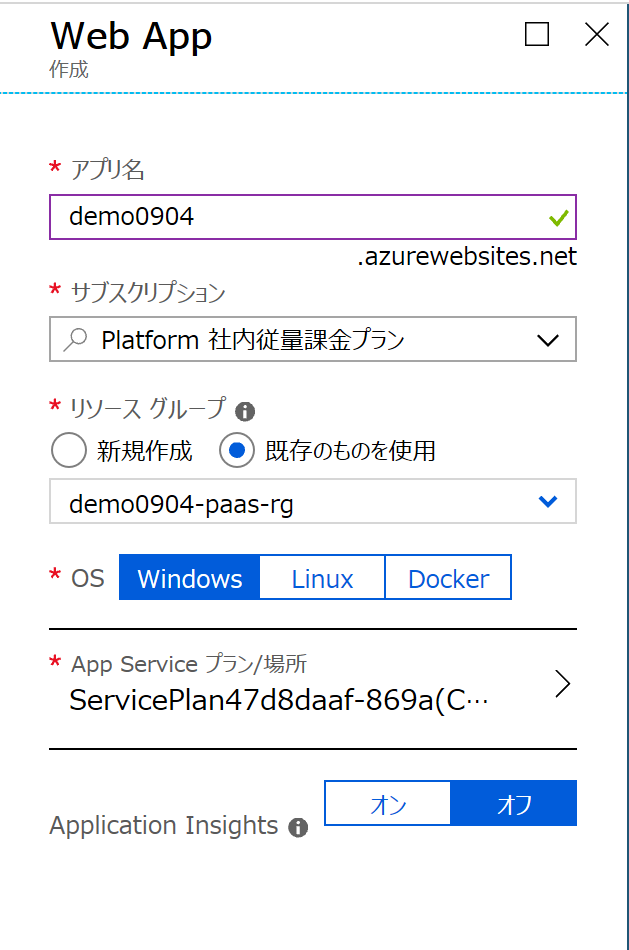 Web App
作成
* アプリ名
demo0904
.azurewebsites.net
* サブスクリプション
Platform 社内従量課金プラン
* リソース グループ
新規作成 既存のものを使用
demo0904-paas-rg
* OS Windows Linux Docker
* App Service プラン/場所
ServicePlan47d8daaf-869a(C…
オン オフ
Application Insights